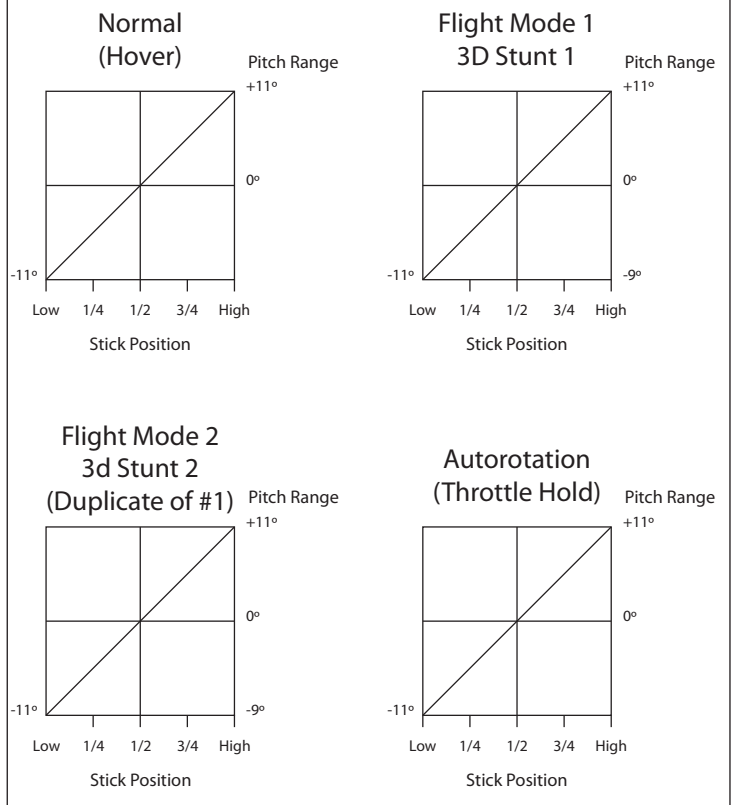 Normal
(Hover)
Pitch Range
+11º
0º
-11º
Low 1/4 1/2 3/4 High
Stick Position
Flight Mode 1
3D Stunt 1
Pitch Range
+11º
0º
-11º
-9º
Low 1/4 1/2 3/4 High
Stick Position
Flight Mode 2
3d Stunt 2
(Duplicate of #1)
Pitch Range
+11º
0º
-11º
-9º
Low 1/4 1/2 3/4 High
Stick Position
Autorotation
(Throttle Hold)
Pitch Range
+11º
0º
-11º
Low 1/4 1/2 3/4 High
Stick Position